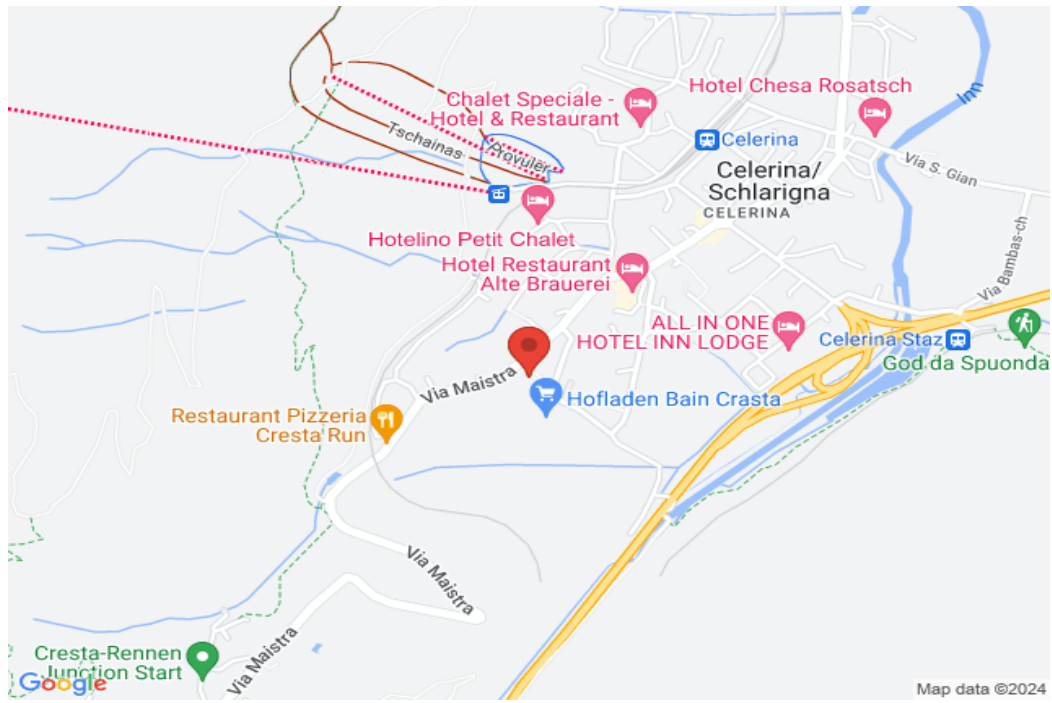 Hotel Chesa Rosatsch
Chalet Speciale -
Hotel & Restaurant
Inn
Tschainas
Provuler
Celerina
Via S. Gian
Celerina/
Schlarigna
CELERINA
Hotelino Petit Chalet
Hotel Restaurant
Alte Brauerei
Via Bambas-ch
ALL IN ONE
HOTEL INN LODGE
Celerina Staz
God da Spuonda
Via Maistra
Hofladen Bain Crasta
Restaurant Pizzeria
Cresta Run
Via Maistra
Via Maistra
Cresta-Rennen
Junction Start
Google
Map data ©2024